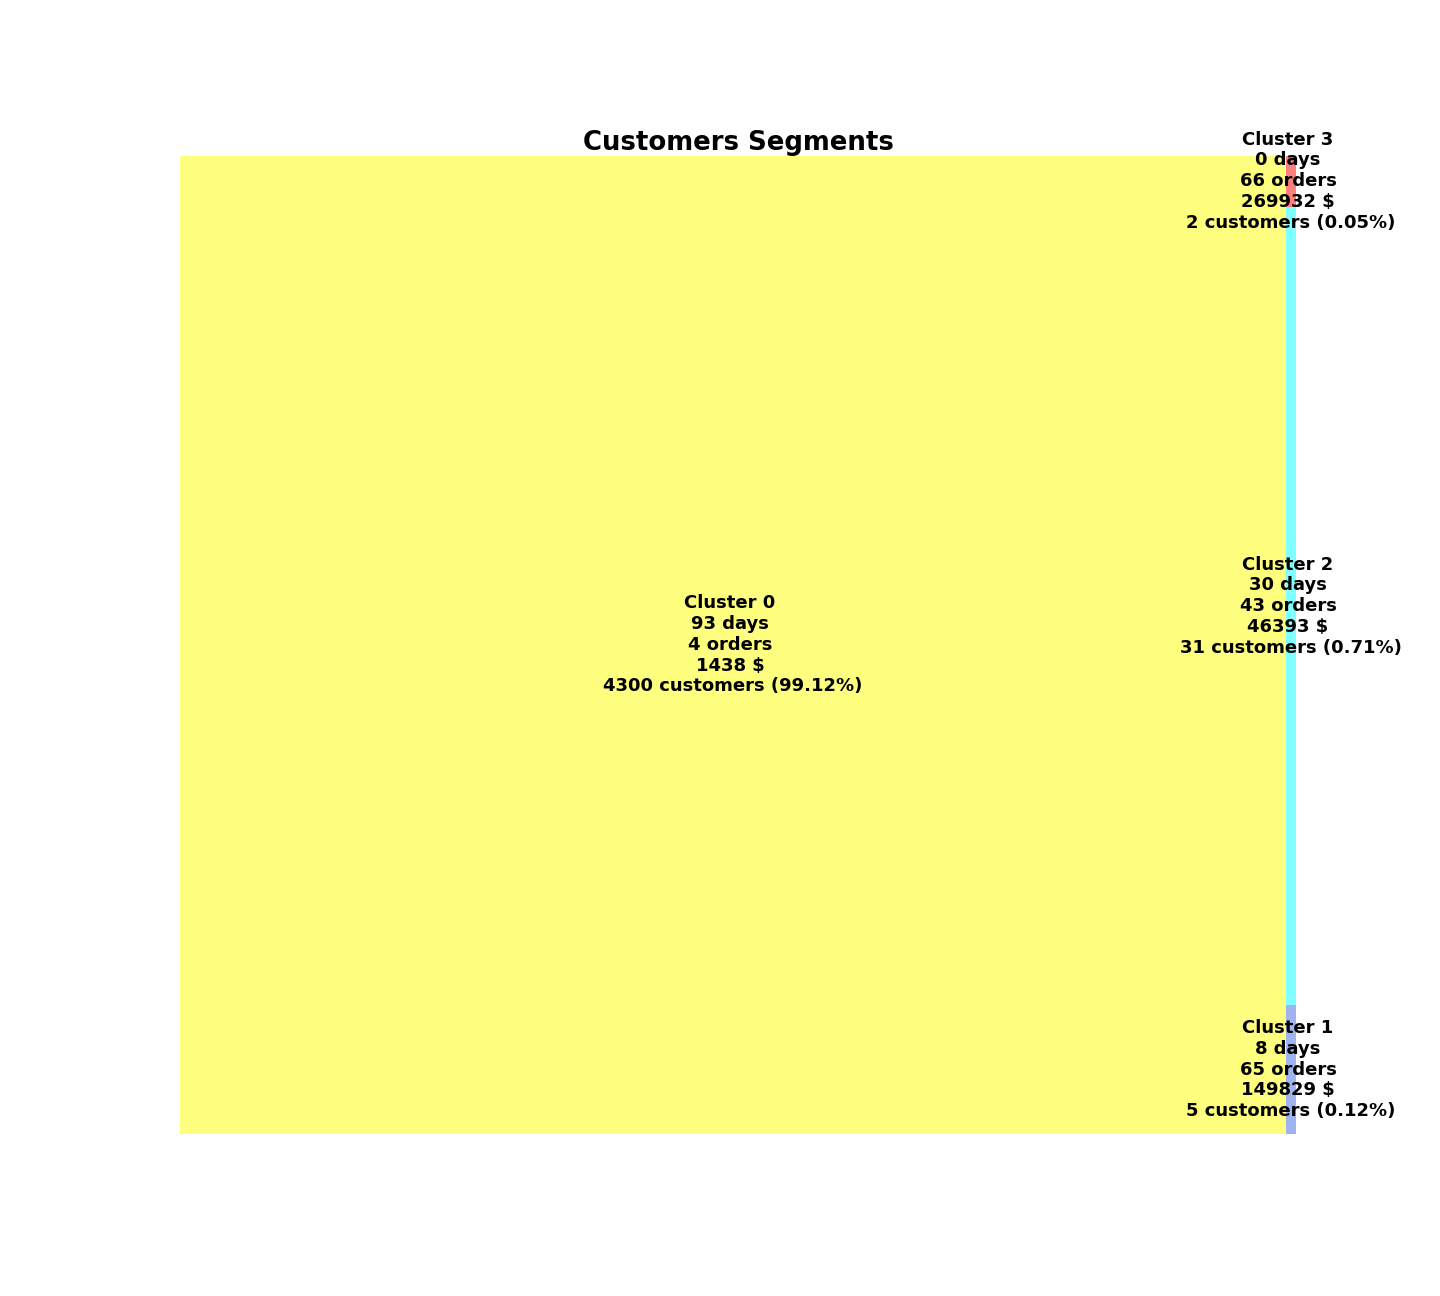 Customers Segments
Cluster 3
0 days
66 orders
269932 $
2 customers (0.05%)
Cluster 2
30 days
43 orders
46393 $
31 customers (0.71%)
Cluster 0
93 days
4 orders
1438 $
4300 customers (99.12%)
Cluster 1
8 days
65 orders
149829 $
5 customers (0.12%)